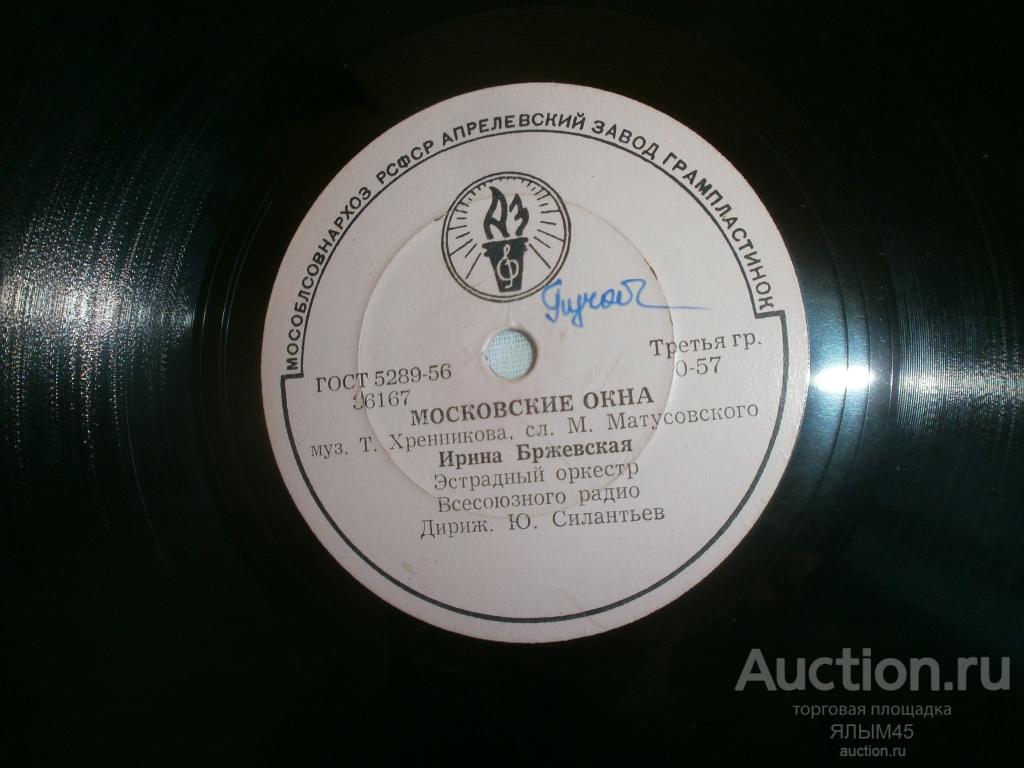 МОСОБЛСОВНАРХОЗ РСФСР АПРЕЛЕВСКИЙ ЗАВОД ГРАМПЛАСТИНОК
АЗ
ГОСТ 5289-56
Третья гр.
36167
0-57
МОСКОВСКИЕ ОКНА
муз. Т. Хренникова, сл. М. Матусовского
Ирина Бржевская
Эстрадный оркестр
Всесоюзного радио
Дириж. Ю. Силантьев
Auction.ru
торговая площадка
ЯЛЫМ45
auction.ru